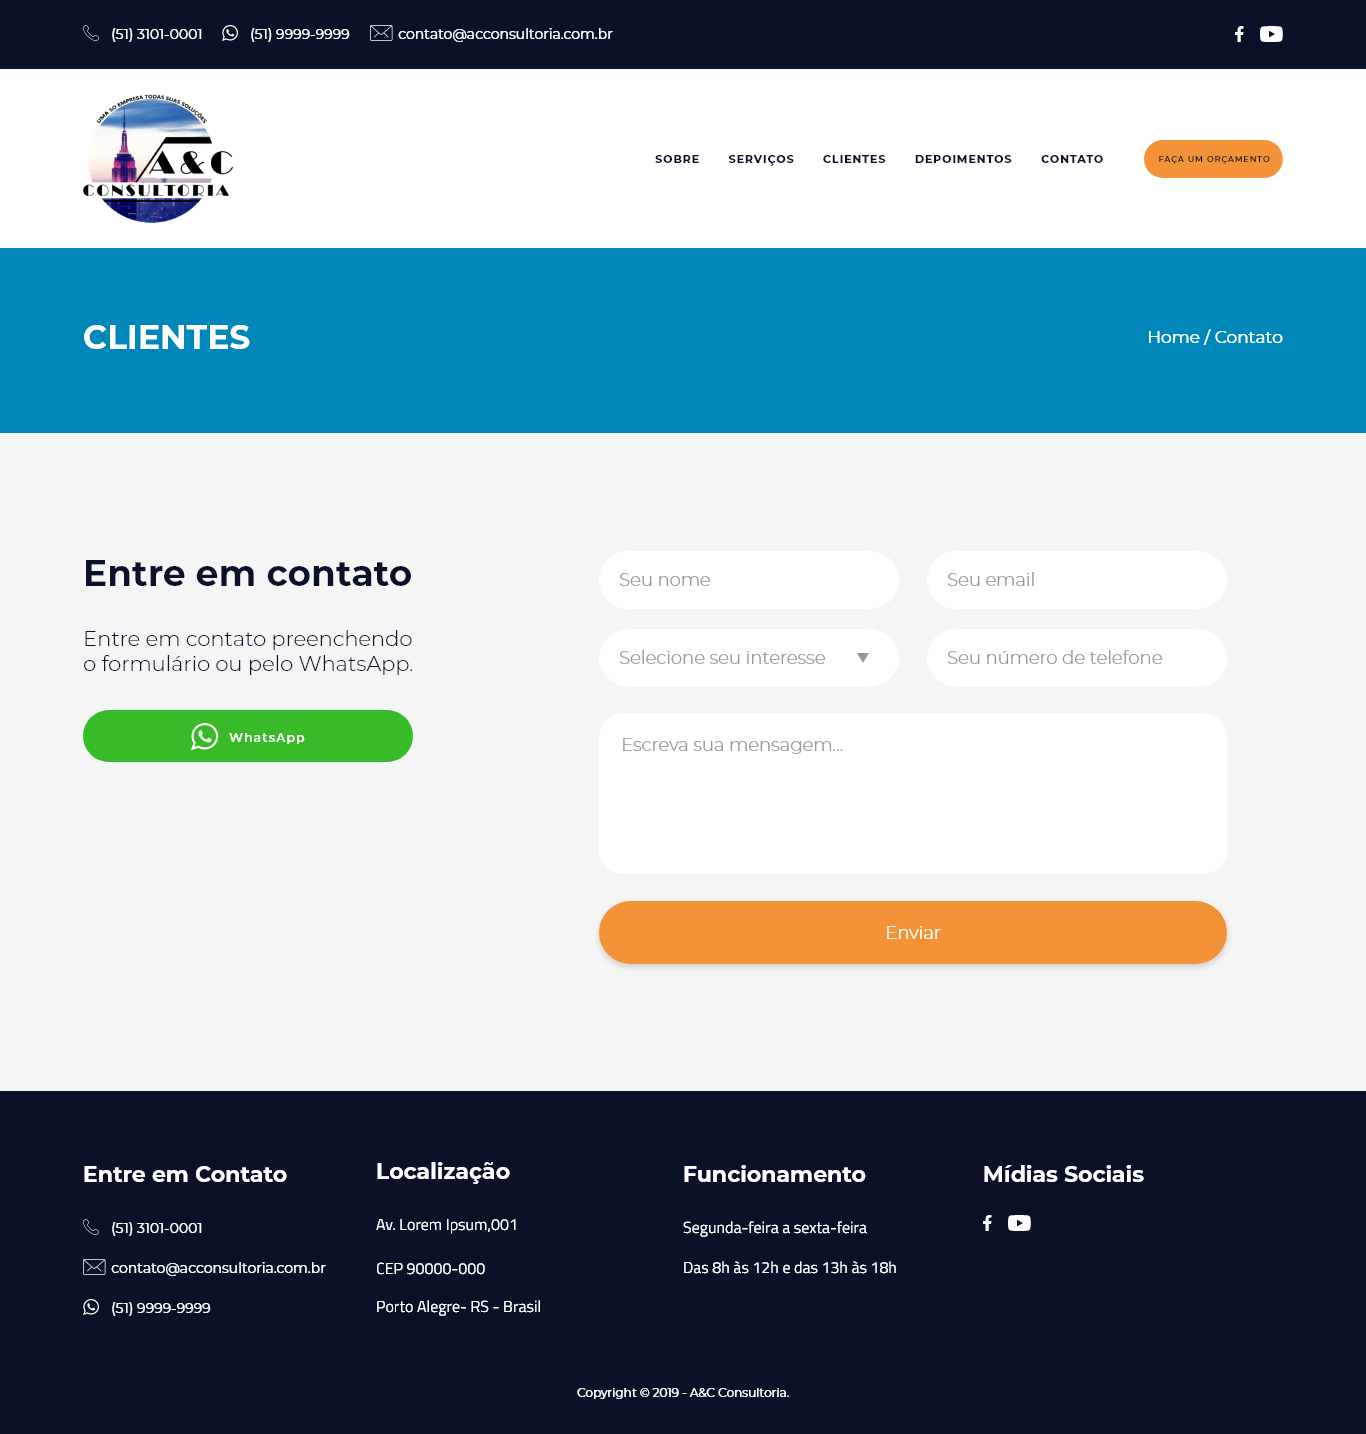 (51) 3101-0001
(51) 9999-9999
contato@acconsultoria.com.br
UMA SO EMPRESA TODAS SUAS SOLUÇÕES
A&C
CONSULTORIA
SOBRE
SERVIÇOS
CLIENTES
DEPOIMENTOS
CONTATO
FAÇA UM ORÇAMENTO
CLIENTES
Home / Contato
Entre em contato
Entre em contato preenchendo
o formulário ou pelo WhatsApp.
WhatsApp
Seu nome
Seu email
Selecione seu interesse
Seu número de telefone
Escreva sua mensagem...
Enviar
Entre em Contato
(51) 3101-0001
contato@acconsultoria.com.br
(51) 9999-9999
Localização
Av. Lorem Ipsum,001
CEP 90000-000
Porto Alegre- RS - Brasil
Funcionamento
Segunda-feira a sexta-feira
Das 8h às 12h e das 13h às 18h
Mídias Sociais
Copyright © 2019 - A&C Consultoria.